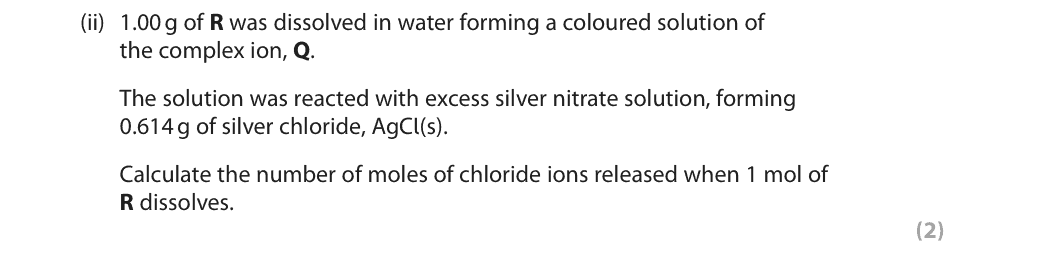 (ii) 1.00 g of R was dissolved in water forming a coloured solution of
the complex ion, Q.
The solution was reacted with excess silver nitrate solution, forming
0.614 g of silver chloride, AgCl(s).
Calculate the number of moles of chloride ions released when 1 mol of
R dissolves.
(2)